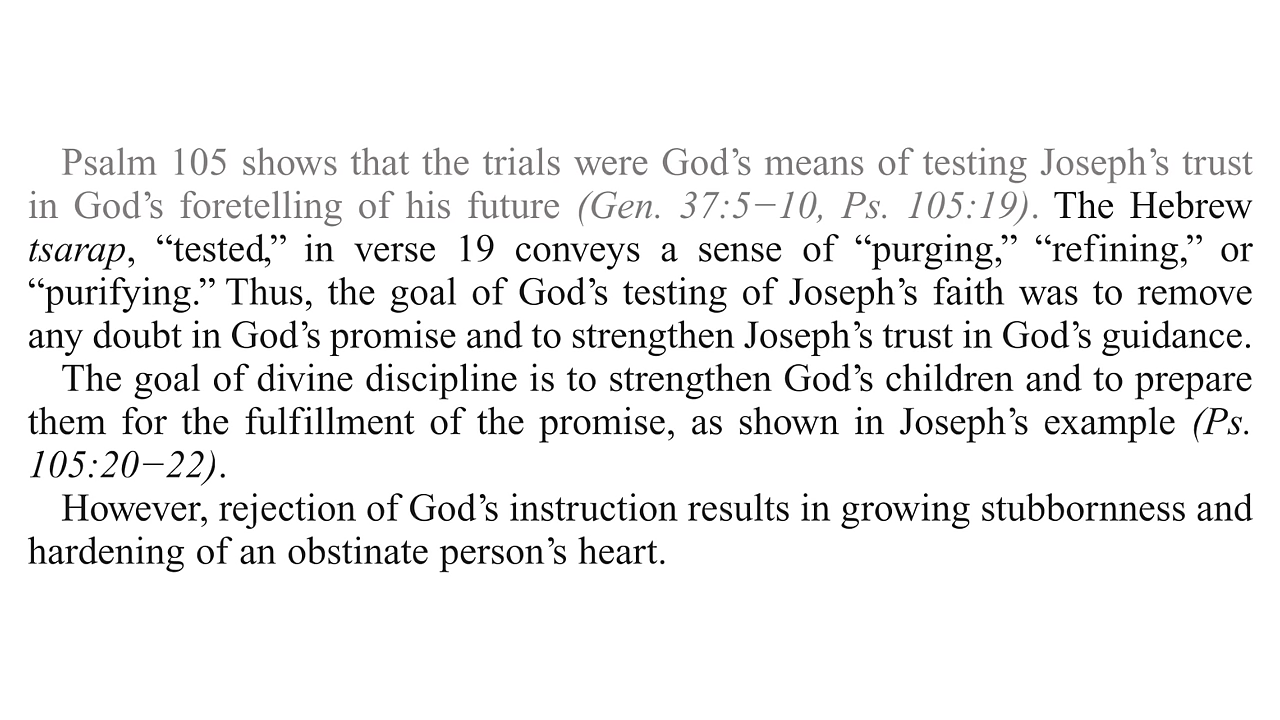 Psalm 105 shows that the trials were God’s means of testing Joseph’s trust
in God’s foretelling of his future (Gen. 37:5−10, Ps. 105:19). The Hebrew
tsarap, “tested,” in verse 19 conveys a sense of “purging,” “refining,” or
“purifying.” Thus, the goal of God’s testing of Joseph’s faith was to remove
any doubt in God’s promise and to strengthen Joseph’s trust in God’s guidance.
The goal of divine discipline is to strengthen God’s children and to prepare
them for the fulfillment of the promise, as shown in Joseph’s example (Ps.
105:20−22).
However, rejection of God’s instruction results in growing stubbornness and
hardening of an obstinate person’s heart.